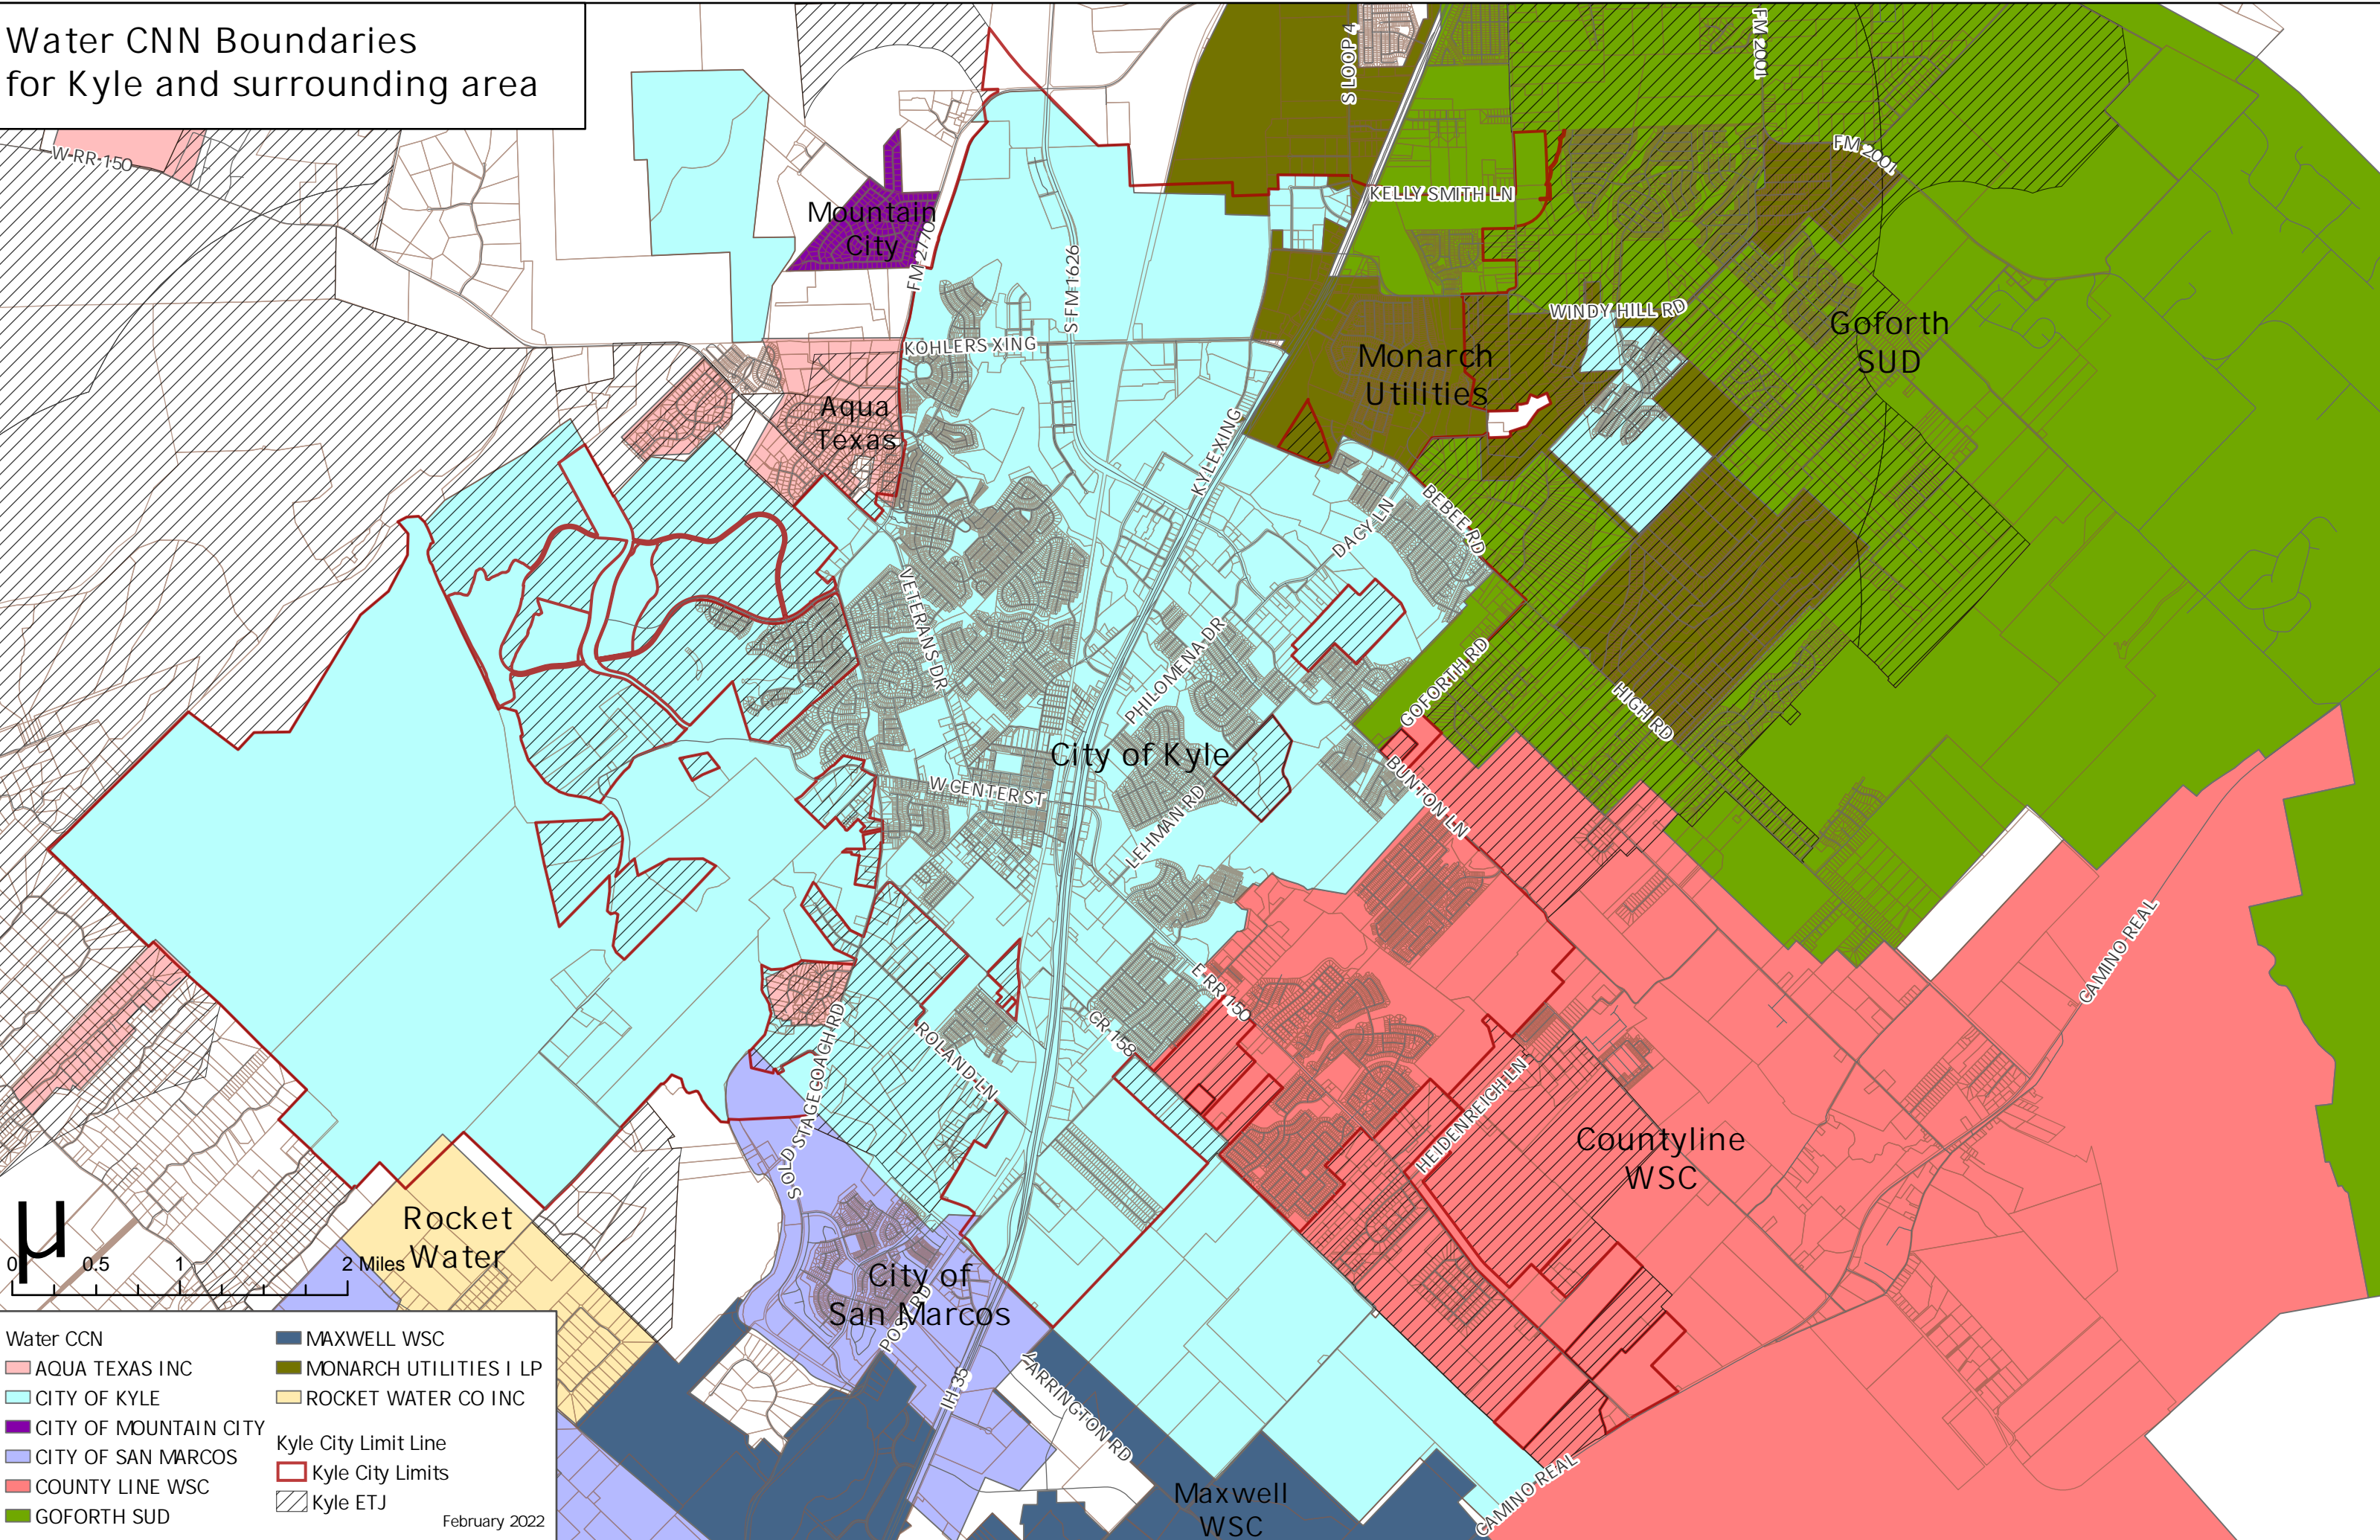 Water CNN Boundaries
for Kyle and surrounding area
W RR 150
S LOOP 4
FM 2001
FM 2001
KELLY SMITH LN
Mountain
City
FM 2770
S FM 1626
WINDY HILL RD
Goforth
SUD
KOHLERS XING
Monarch
Utilities
Aqua
Texas
KYLE XING
BEBEE RD
DACY LN
VETERANS DR
PHILOMENA DR
GOFORTH RD
HIGH RD
City of Kyle
W CENTER ST
BUNTON LN
LEHMAN RD
CAMINO REAL
E RR 150
CR 158
ROLAND LN
S OLD STAGECOACH RD
HEIDENREICH LN
Countyline
WSC
Rocket
Water
µ
0 0.5 1 2 Miles
City of
San Marcos
POST RD
IH 35
YARRINGTON RD
CAMINO REAL
Maxwell
WSC
Water CCN
AQUA TEXAS INC
CITY OF KYLE
CITY OF MOUNTAIN CITY
CITY OF SAN MARCOS
COUNTY LINE WSC
GOFORTH SUD
MAXWELL WSC
MONARCH UTILITIES I LP
ROCKET WATER CO INC
Kyle City Limit Line
Kyle City Limits
Kyle ETJ
February 2022